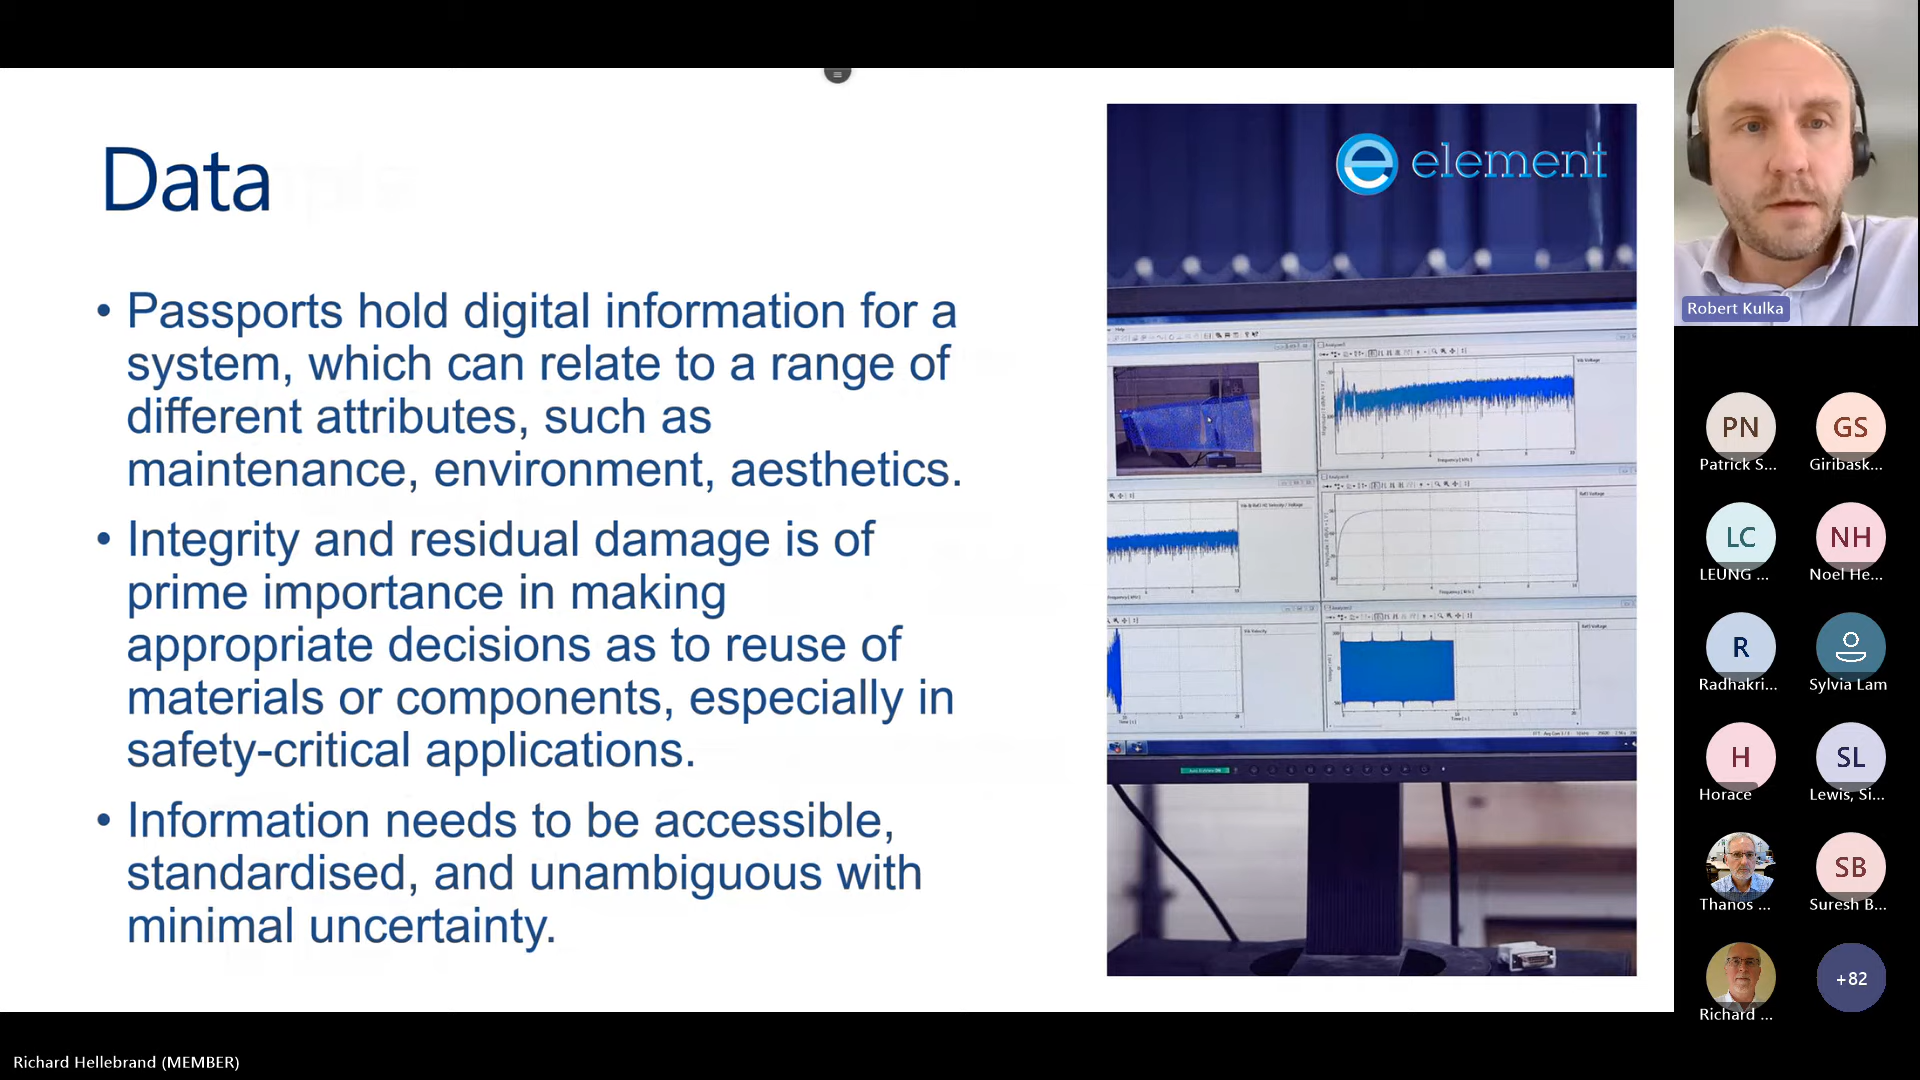 Data
element
• Passports hold digital information for a
system, which can relate to a range of
different attributes, such as
maintenance, environment, aesthetics.
• Integrity and residual damage is of
prime importance in making
appropriate decisions as to reuse of
materials or components, especially in
safety-critical applications.
• Information needs to be accessible,
standardised, and unambiguous with
minimal uncertainty.
Robert Kulka
PN
GS
Patrick S...
Giribask...
LC
NH
LEUNG ...
Noel He...
R
Radhakri...
Sylvia Lam
H
SL
Horace
Lewis, Si...
SB
Thanos ...
Suresh B...
+82
Richard ...
Richard Hellebrand (MEMBER)